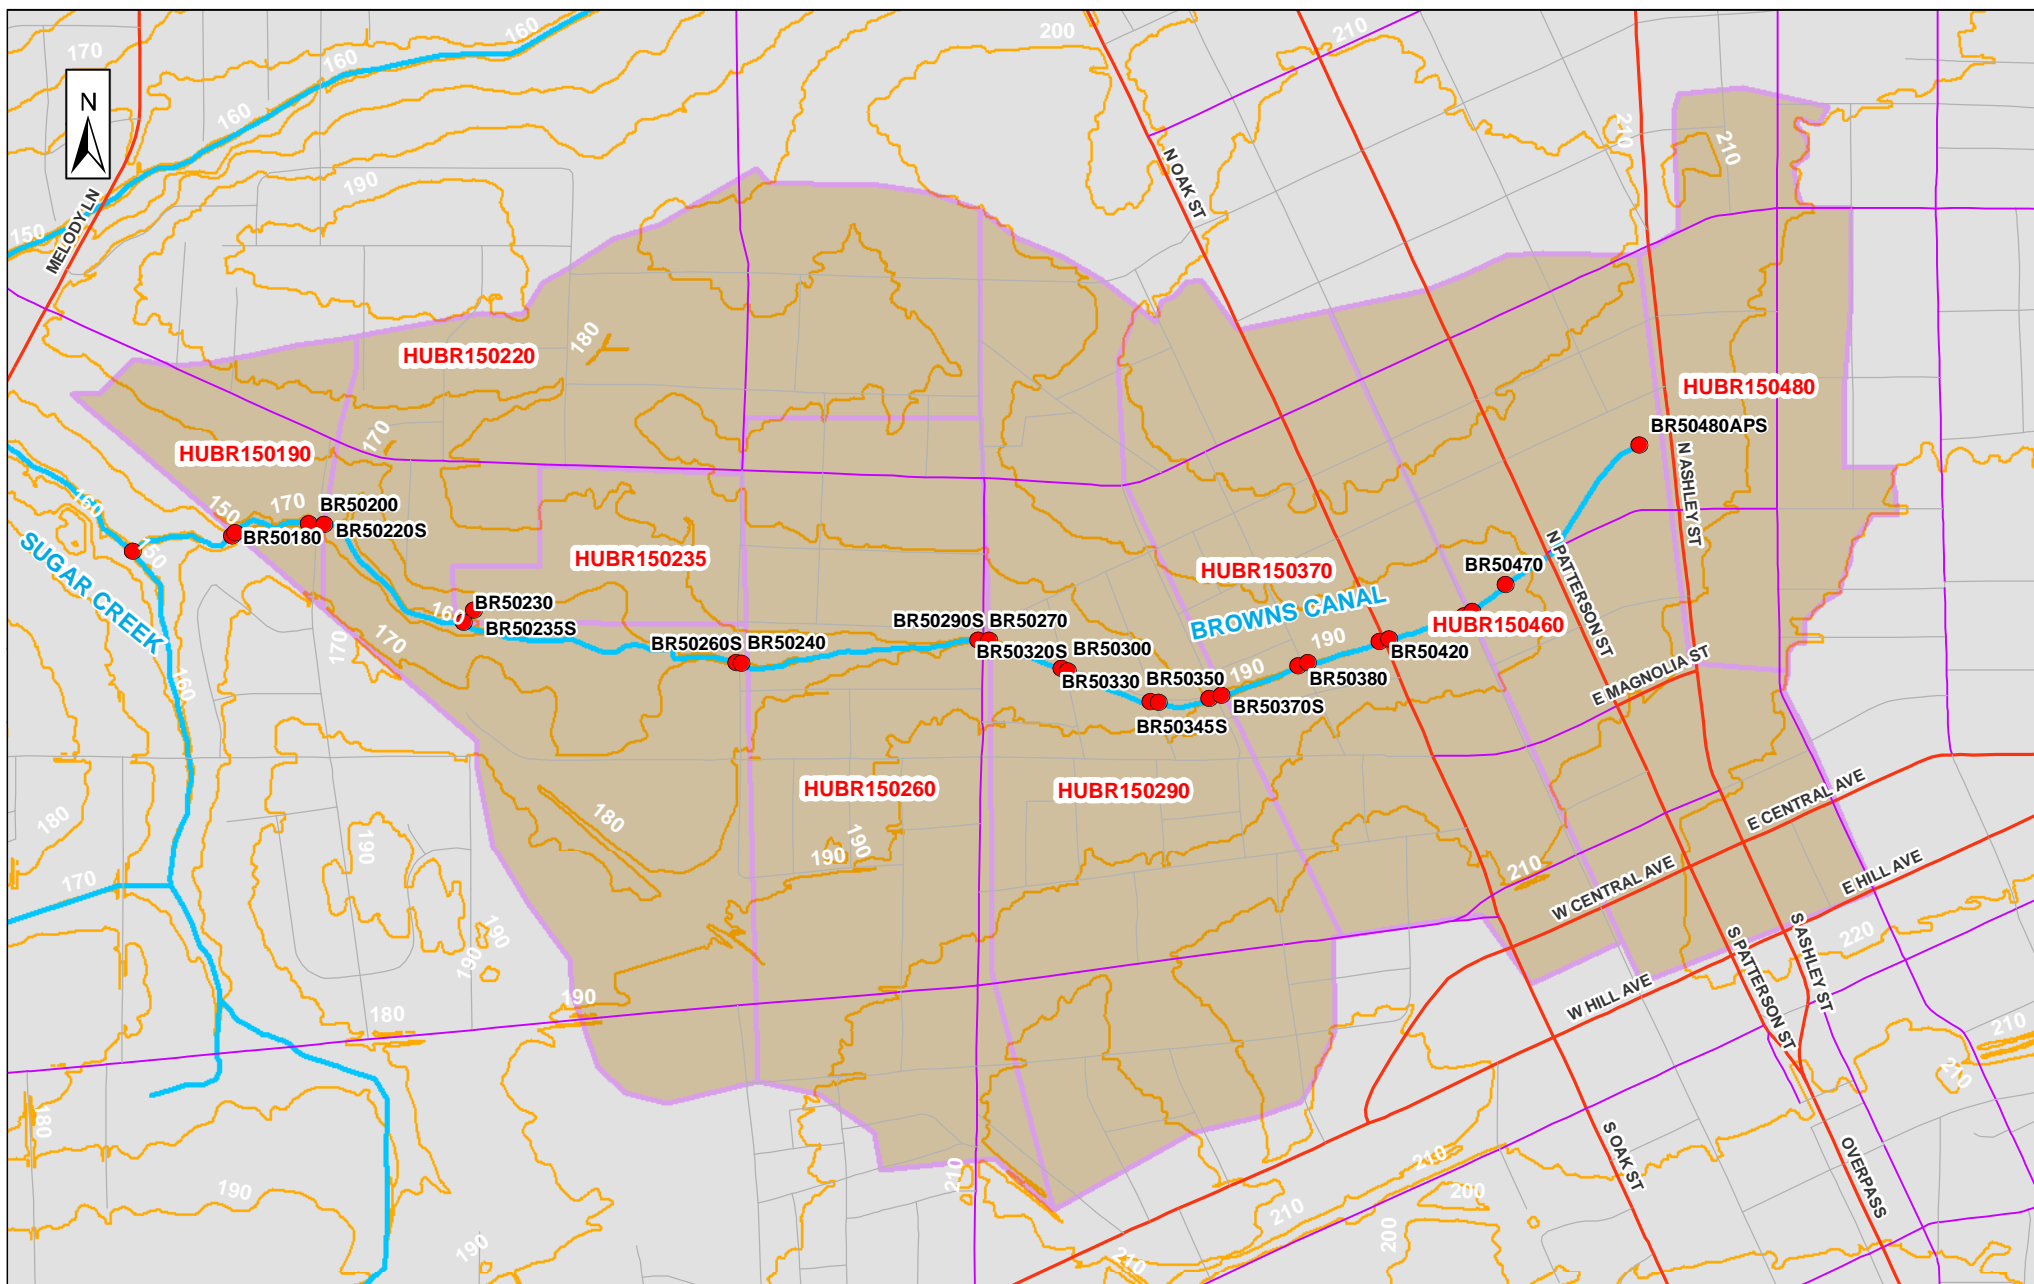 160
160
200
210
170
160
N
210
210
190
N OAK ST
MELODY LN
150
180
HUBR150220
HUBR150480
170
BR50480APS
HUBR150190
N ASHLEY ST
160
150
170
BR50200
BR50180
BR50220S
150
SUGAR CREEK
HUBR150235
HUBR150370
BR50470
N PATTERSON ST
BROWNS CANAL
160
BR50230
BR50235S
HUBR150460
170
170
BR50260S
BR50240
BR50290S
BR50270
BR50320S
BR50300
190
BR50420
E MAGNOLIA ST
160
BR50330
BR50350
190
BR50380
BR50370S
BR50345S
HUBR150260
HUBR150290
E CENTRAL AVE
180
160
180
190
190
210
W CENTRAL AVE
E HILL AVE
170
190
190
220
S PATTERSON ST
S ASHLEY ST
W HILL AVE
190
180
210
210
180
S OAK ST
OVERPASS
210
210
190
200
210
200
190
210